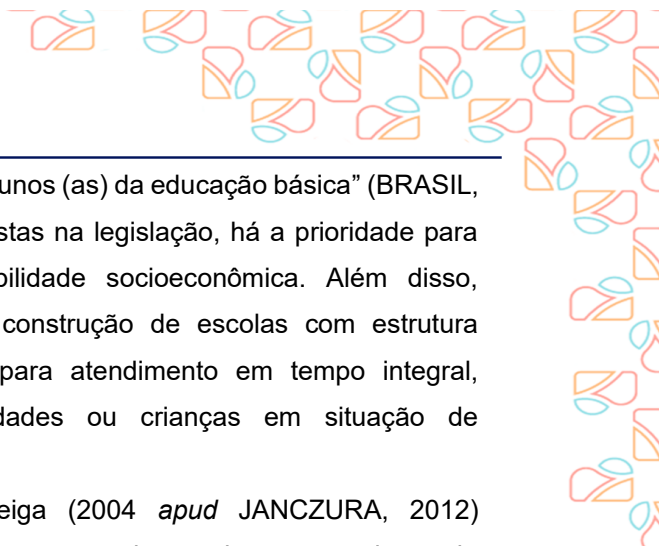 unos (as) da educação básica” (BRASIL,
stas na legislação, há a prioridade para
bilidade socioeconômica. Além disso,
construção de escolas com estrutura
para atendimento em tempo integral,
dades ou crianças em situação de
eiga (2004 apud JANCZURA, 2012)